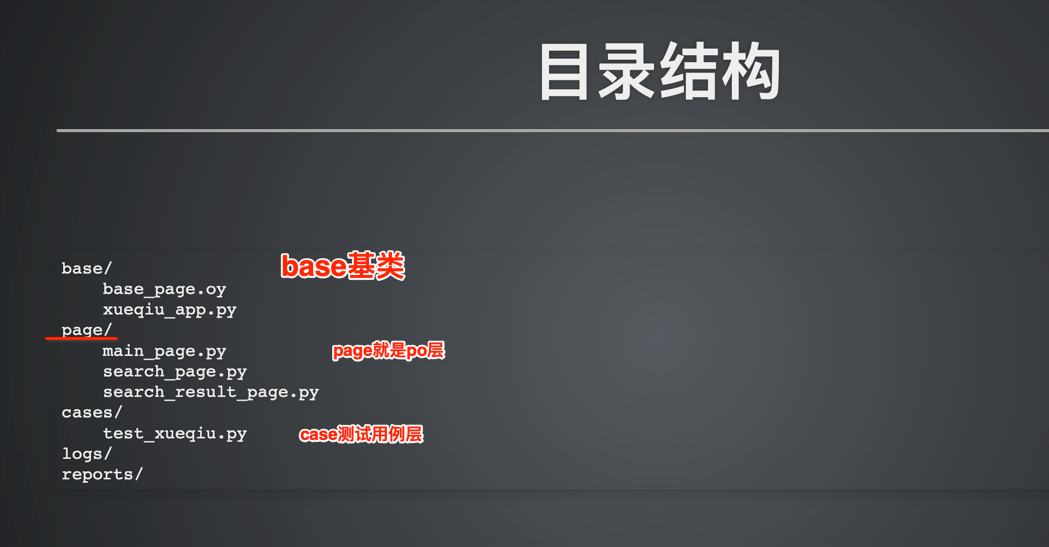 目录结构
base/
base基类
base_page.oy
xueqiu_app.py
page/
main_page.py
page就是po层
search_page.py
search_result_page.py
cases/
test_xueqiu.py
case测试用例层
logs/
reports/